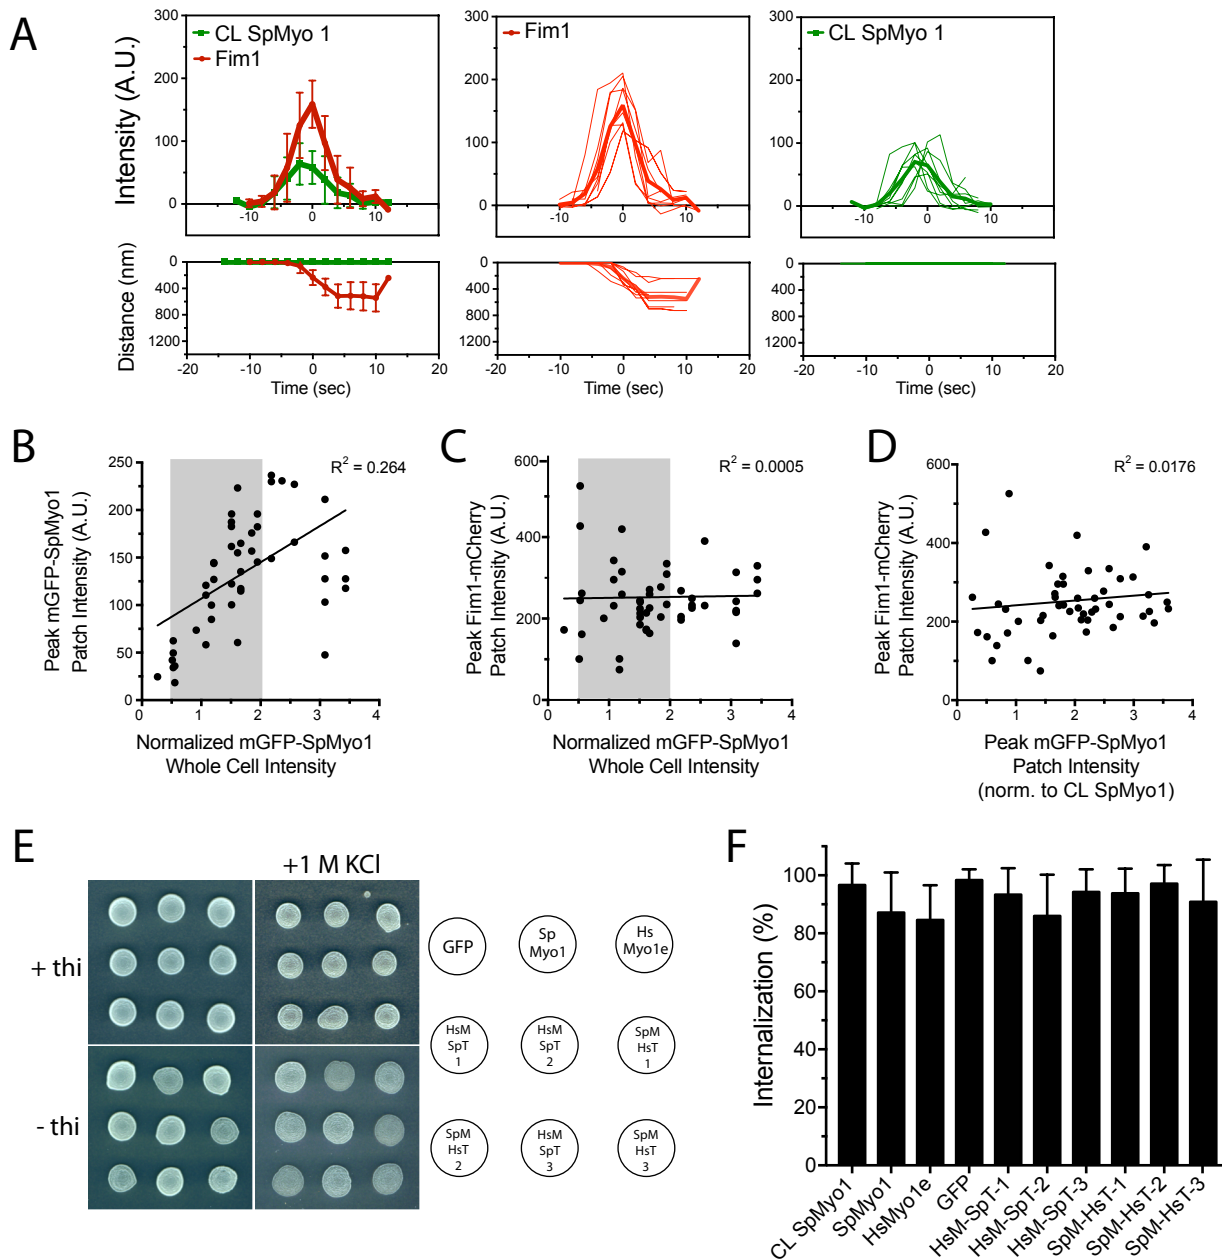 A
Intensity (A.U.)
300
200
100
0
-10
0
10
CL SpMyo 1
Fim1
300
200
100
0
-10
0
10
Fim1
300
200
100
0
-10
0
10
CL SpMyo 1
Distance (nm)
0
400
800
1200
-20
-10
0
10
20
Time (sec)
0
400
800
1200
-20
-10
0
10
20
Time (sec)
0
400
800
1200
-20
-10
0
10
20
Time (sec)
B
R² = 0.264
Peak mGFP-SpMyo1
Patch Intensity (A.U.)
250
200
150
100
50
0
0
1
2
3
4
Normalized mGFP-SpMyo1
Whole Cell Intensity
C
R² = 0.0005
Peak Fim1-mCherry
Patch Intensity (A.U.)
600
400
200
0
0
1
2
3
4
Normalized mGFP-SpMyo1
Whole Cell Intensity
D
R² = 0.0176
Peak Fim1-mCherry
Patch Intensity (A.U.)
600
400
200
0
0
1
2
3
4
Peak mGFP-SpMyo1
Patch Intensity
(norm. to CL SpMyo1)
E
+1 M KCl
+ thi
- thi
GFP
Sp
Myo1
Hs
Myo1e
HsM
SpT
1
HsM
SpT
2
SpM
HsT
1
SpM
HsT
2
HsM
SpT
3
SpM
HsT
3
F
Internalization (%)
100
80
60
40
20
0
CL SpMyo1
SpMyo1
HsMyo1e
GFP
HsM-SpT-1
HsM-SpT-2
HsM-SpT-3
SpM-HsT-1
SpM-HsT-2
SpM-HsT-3